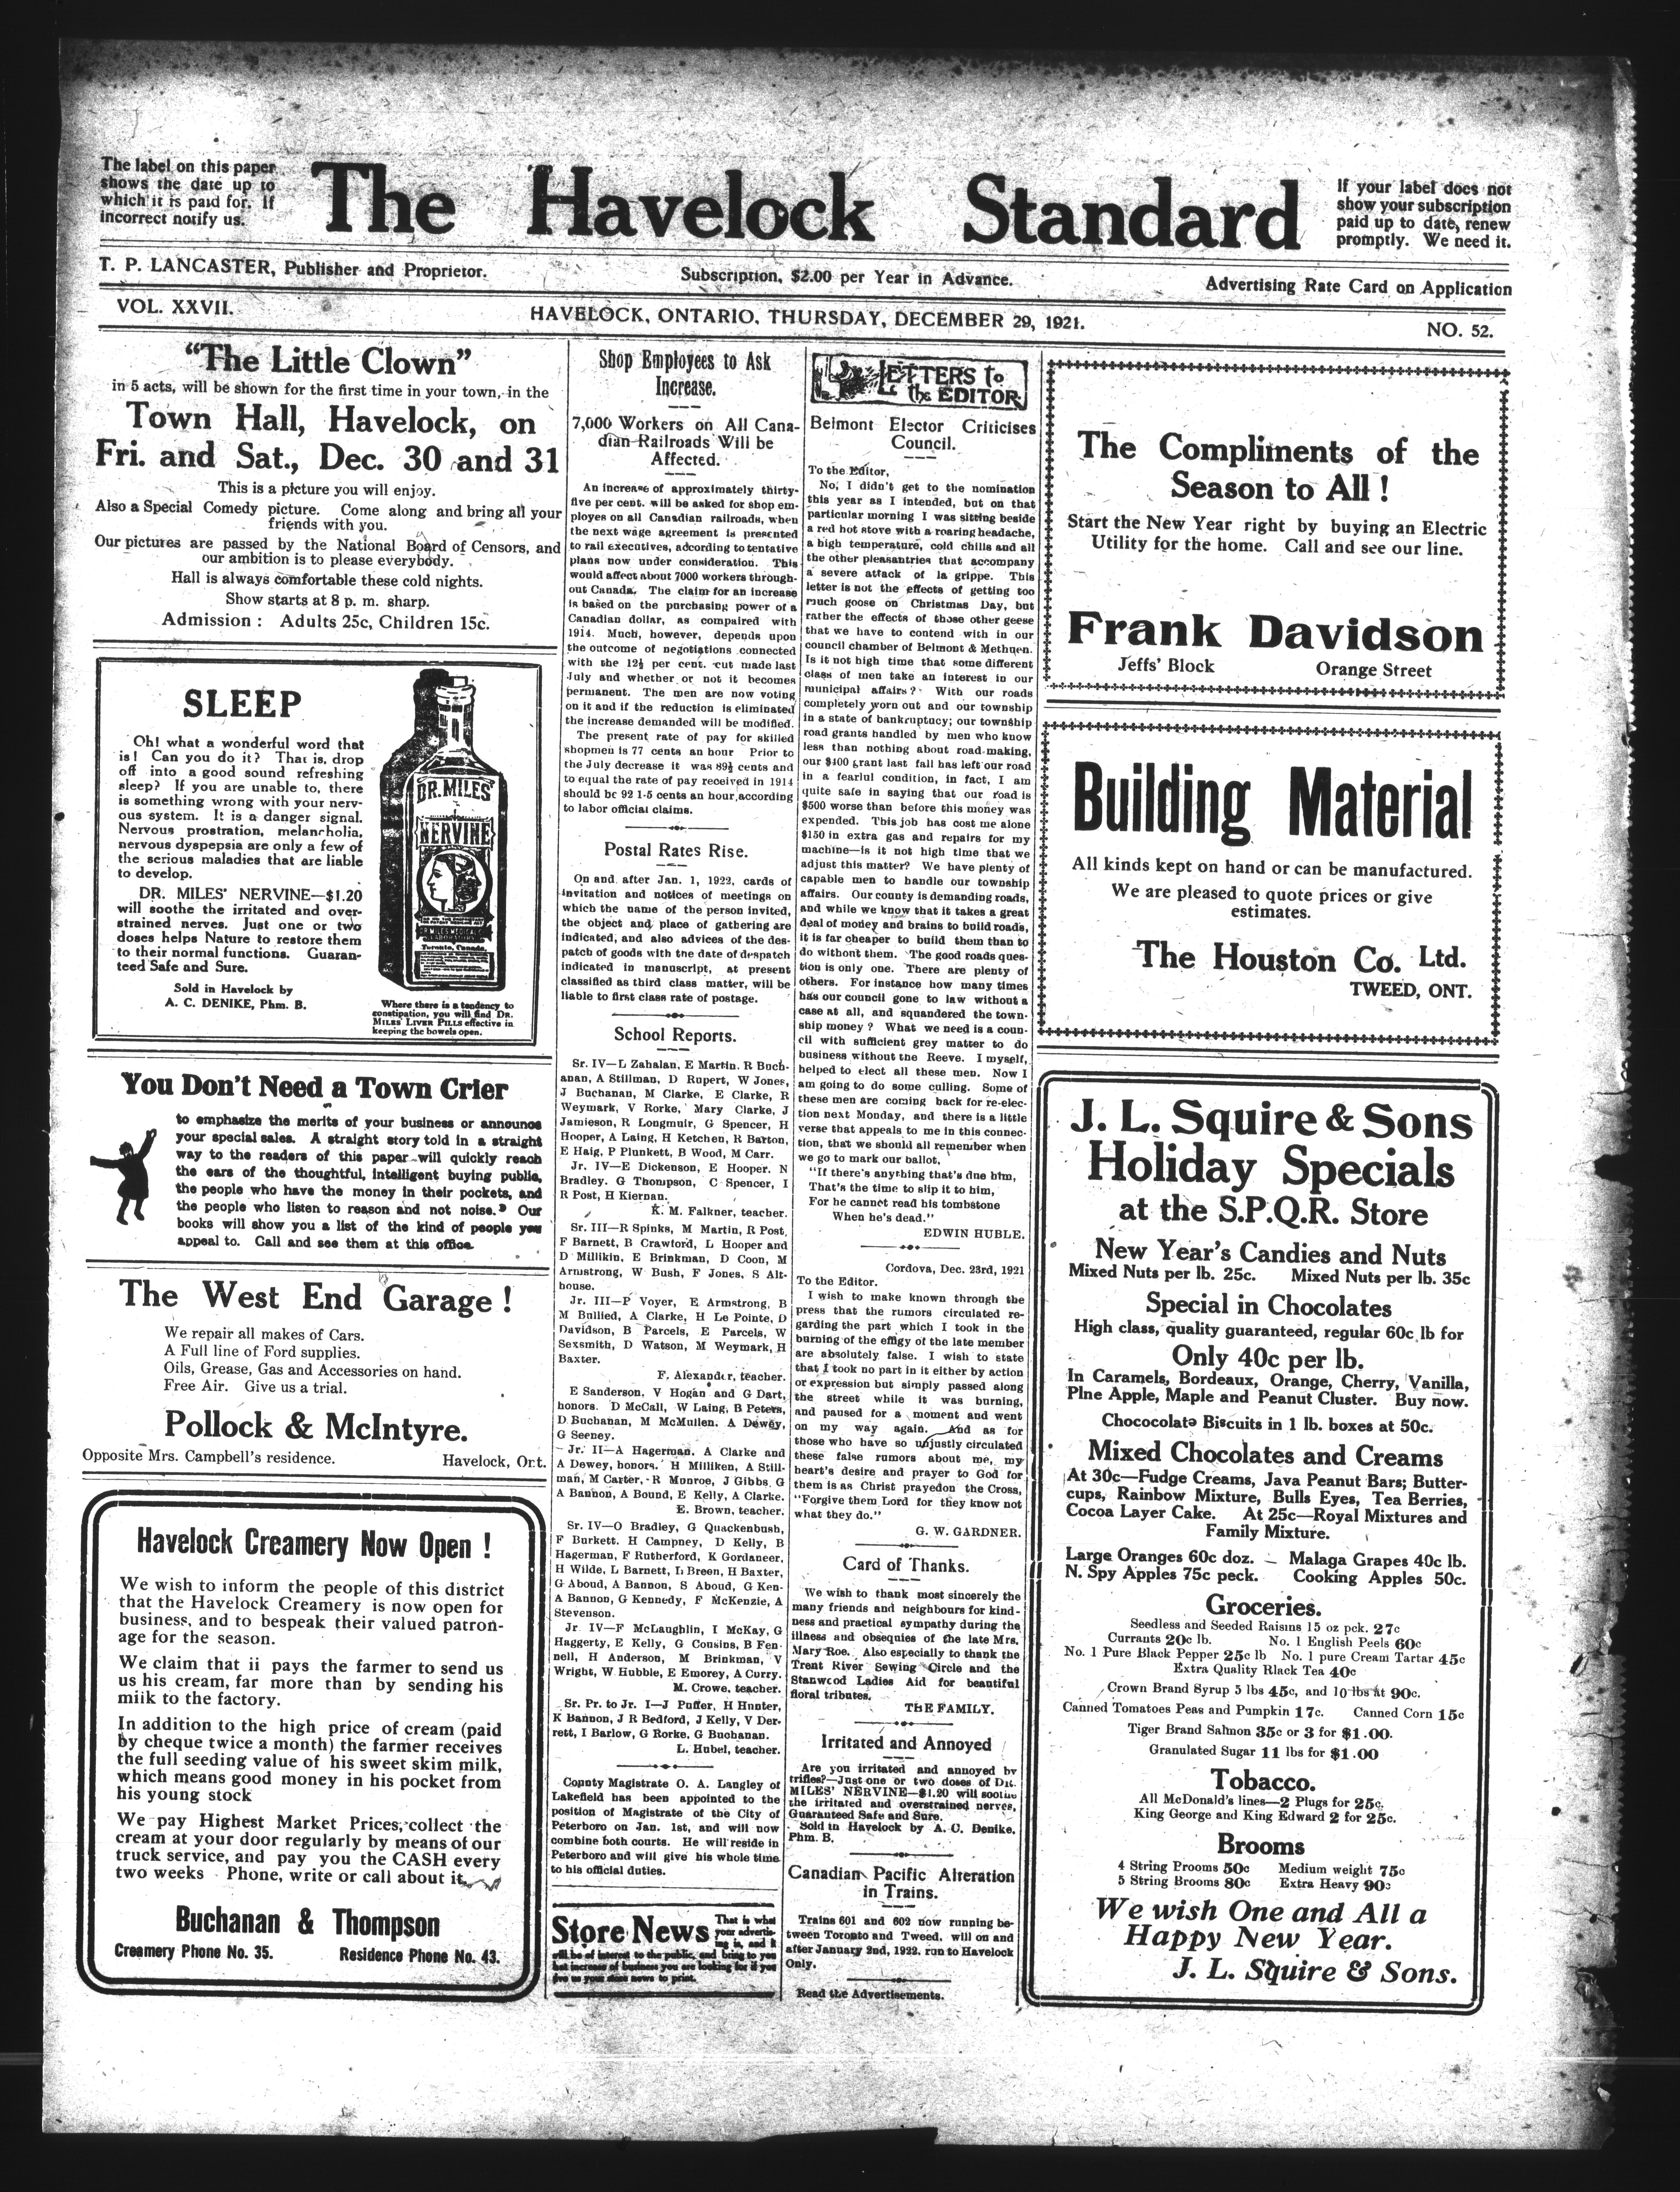 The label on this paper
shows the date up to
which it is paid for. If
incorrect notify us.
The Havelock Standard
If your label does not
show your subscription
paid up to date, renew
promptly. We need it.
T. P. LANCASTER, Publisher and Proprietor.
Subscription, $2.00 per Year in Advance.
Advertising Rate Card on Application
VOL. XXVII.
HAVELOCK, ONTARIO, THURSDAY, DECEMBER 29, 1921.
NO. 52.
"The Little Clown"
in 5 acts, will be shown for the first time in your town, in the
Town Hall, Havelock, on
Fri. and Sat., Dec. 30 and 31
This is a picture you will enjoy.
Also a Special Comedy picture. Come along and bring all your
friends with you.
Our pictures are passed by the National Board of Censors, and
our ambition is to please everybody.
Hall is always comfortable these cold nights.
Show starts at 8 p. m. sharp.
Admission : Adults 25c, Children 15c.
SLEEP
Oh! what a wonderful word that
is! Can you do it? That is, drop
off into a good sound refreshing
sleep? If you are unable to, there
is something wrong with your nerv-
ous system. It is a danger signal.
Nervous prostration, melancholia,
nervous dyspepsia are only a few of
the serious maladies that are liable
to develop.
DR. MILES' NERVINE—$1.20
will soothe the irritated and over-
strained nerves. Just one or two
doses helps Nature to restore them
to their normal functions. Guaran-
teed Safe and Sure.
Sold in Havelock by
A. C. DENIKE, Phm. B.
DR. MILES'
NERVINE
Toronto, Canada.
Where there is a tendency to
constipation, you will find DR.
MILES' LIVER PILLS effective in
keeping the bowels open.
You Don't Need a Town Crier
to emphasize the merits of your business or announce
your special sales. A straight story told in a straight
way to the readers of this paper will quickly reach
the ears of the thoughtful, intelligent buying public,
the people who have the money in their pockets, and
the people who listen to reason and not noise. Our
books will show you a list of the kind of people you
appeal to. Call and see them at this office.
The West End Garage !
We repair all makes of Cars.
A Full line of Ford supplies.
Oils, Grease, Gas and Accessories on hand.
Free Air. Give us a trial.
Pollock & McIntyre.
Opposite Mrs. Campbell's residence.
Havelock, Ont.
Havelock Creamery Now Open !
We wish to inform the people of this district
that the Havelock Creamery is now open for
business, and to bespeak their valued patron-
age for the season.
We claim that ii pays the farmer to send us
us his cream, far more than by sending his
milk to the factory.
In addition to the high price of cream (paid
by cheque twice a month) the farmer receives
the full seeding value of his sweet skim milk,
which means good money in his pocket from
his young stock
We pay Highest Market Prices, collect the
cream at your door regularly by means of our
truck service, and pay you the CASH every
two weeks Phone, write or call about it.
Buchanan & Thompson
Creamery Phone No. 35.
Residence Phone No. 43.
Shop Employees to Ask
Increase.
7,000 Workers on All Cana-
dian Railroads Will be
Affected.
An increase of approximately thirty-
five per cent. will be asked for shop em-
ployes on all Canadian railroads, when
the next wage agreement is presented
to rail executives, according to tentative
plans now under consideration. This
would affect about 7000 workers through-
out Canada. The claim for an increase
is based on the purchasing power of a
Canadian dollar, as compaired with
1914. Much, however, depends upon
the outcome of negotiations connected
with the 12½ per cent. cut made last
July and whether or not it becomes
permanent. The men are now voting
on it and if the reduction is eliminated
the increase demanded will be modified.
The present rate of pay for skilled
shopmen is 77 cents an hour Prior to
the July decrease it was 89½ cents and
to equal the rate of pay received in 1914
should be 92 1-5 cents an hour, according
to labor official claims.
Postal Rates Rise.
On and after Jan. 1, 1922, cards of
invitation and notices of meetings on
which the name of the person invited,
the object and place of gathering are
indicated, and also advices of the des-
patch of goods with the date of despatch
indicated in manuscript, at present
classified as third class matter, will be
liable to first class rate of postage.
School Reports.
Sr. IV—L Zahalan, E Martin, R Buch-
anan, A Stillman, D Rupert, W Jones,
J Buchanan, M Clarke, E Clarke, R
Weymark, V Rorke, Mary Clarke, J
Jamieson, R Longmuir, G Spencer, H
Hooper, A Laing, H Ketchen, R Barton,
E Haig, P Plunkett, B Wood, M Carr.
Jr. IV—E Dickenson, E Hooper. N
Bradley. G Thompson, C Spencer, I
R Post, H Kiernan.
K. M. Falkner, teacher.
Sr. III—R Spinks, M Martin, R Post,
F Barnett, B Crawford, L Hooper and
D Millikin, E Brinkman, D Coon, M
Armstrong, W Bush, F Jones, S Alt-
house.
Jr. III—P Voyer, E Armstrong, B
M Bullied, A Clarke, H Le Pointe, D
Davidson, B Parcels, E Parcels, W
Sexsmith, D Watson, M Weymark, H
Baxter.
F. Alexander, teacher.
E Sanderson, V Hogan and G Dart,
honors. D McCall, W Laing, B Peters,
D Buchanan, M McMullen. A Dewey,
G Seeney.
Jr. II—A Hagerman, A Clarke and
A Dewey, honors. H Milliken, A Still-
man, M Carter, R Monroe, J Gibbs, G
A Bannon, A Bound, E Kelly, A Clarke.
E. Brown, teacher.
Sr. IV—O Bradley, G Quackenbush,
F Burkett. H Campney, D Kelly, B
Hagerman, F Rutherford, K Gordaneer,
H Wilde, L Barnett, L Breen, H Baxter,
G Aboud, A Bannon, S Aboud, G Ken-
A Bannon, G Kennedy, F McKenzie, A
Stevenson.
Jr IV—F McLaughlin, I McKay, G
Haggerty, E Kelly, G Cousins, B Fen-
nell, H Anderson, M Brinkman, V
Wright, W Hubble, E Emorey, A Curry.
M. Crowe, teacher.
Sr. Pr. to Jr. I—J Puffer, H Hunter,
K Bannon, J R Bedford, J Kelly, V Der-
rett, I Barlow, G Rorke, G Buchanan.
L. Hubel, teacher.
County Magistrate O. A. Langley of
Lakefield has been appointed to the
position of Magistrate of the City of
Peterboro on Jan. 1st, and will now
combine both courts. He will reside in
Peterboro and will give his whole time
to his official duties.
Store News
That is what
your advertis-
ing is, and it
will be of interest to the public, and bring to you
that increase of business you are looking for if you
give us your store news to print.
LETTERS to
the EDITOR
Belmont Elector Criticises
Council.
To the Editor,
No, I didn't get to the nomination
this year as I intended, but on that
particular morning I was sitting beside
a red hot stove with a roaring headache,
a high temperature, cold chills and all
the other pleasantries that accompany
a severe attack of la grippe. This
letter is not the effects of getting too
much goose on Christmas Day, but
rather the effects of those other geese
that we have to contend with in our
council chamber of Belmont & Methuen.
Is it not high time that some different
class of men take an interest in our
municipal affairs? With our roads
completely worn out and our township
in a state of bankruptcy; our township
road grants handled by men who know
less than nothing about road making,
our $400 grant last fall has left our road
in a fearful condition, in fact, I am
quite safe in saying that our road is
$500 worse than before this money was
expended. This job has cost me alone
$150 in extra gas and repairs for my
machine—is it not high time that we
adjust this matter? We have plenty of
capable men to handle our township
affairs. Our county is demanding roads,
and while we know that it takes a great
deal of money and brains to build roads,
it is far cheaper to build them than to
do without them. The good roads ques-
tion is only one. There are plenty of
others. For instance how many times
has our council gone to law without a
case at all, and squandered the town-
ship money? What we need is a coun-
cil with sufficient grey matter to do
business without the Reeve. I myself,
helped to elect all these men. Now I
am going to do some culling. Some of
these men are coming back for re-elec-
tion next Monday, and there is a little
verse that appeals to me in this connec-
tion, that we should all remember when
we go to mark our ballot,
"If there's anything that's due him,
That's the time to slip it to him,
For he cannot read his tombstone
When he's dead."
EDWIN HUBLE.
Cordova, Dec. 23rd, 1921
To the Editor.
I wish to make known through the
press that the rumors circulated re-
garding the part which I took in the
burning of the effigy of the late member
are absolutely false. I wish to state
that I took no part in it either by action
or expression but simply passed along
the street while it was burning,
and paused for a moment and went
on my way again. And as for
those who have so unjustly circulated
these false rumors about me, my
heart's desire and prayer to God for
them is as Christ prayed on the Cross,
"Forgive them Lord for they know not
what they do."
G. W. GARDNER.
Card of Thanks.
We wish to thank most sincerely the
many friends and neighbours for kind-
ness and practical sympathy during the
illness and obsequies of the late Mrs.
Mary Roe. Also especially to thank the
Trent River Sewing Circle and the
Stanwood Ladies Aid for beautiful
floral tributes.
THE FAMILY.
Irritated and Annoyed
Are you irritated and annoyed by
trifles?—Just one or two doses of DR.
MILES' NERVINE—$1.20 will soothe
the irritated and overstrained nerves,
Guaranteed Safe and Sure.
Sold in Havelock by A. C. Denike,
Phm. B.
Canadian Pacific Alteration
in Trains.
Trains 601 and 602 now running be-
tween Toronto and Tweed, will on and
after January 2nd, 1922, run to Havelock
Only.
Read the Advertisements.
The Compliments of the
Season to All !
Start the New Year right by buying an Electric
Utility for the home. Call and see our line.
Frank Davidson
Jeffs' Block
Orange Street
Building Material
All kinds kept on hand or can be manufactured.
We are pleased to quote prices or give
estimates.
The Houston Co. Ltd.
TWEED, ONT.
J. L. Squire & Sons
Holiday Specials
at the S.P.Q.R. Store
New Year's Candies and Nuts
Mixed Nuts per lb. 25c. Mixed Nuts per lb. 35c
Special in Chocolates
High class, quality guaranteed, regular 60c lb for
Only 40c per lb.
In Caramels, Bordeaux, Orange, Cherry, Vanilla,
Pine Apple, Maple and Peanut Cluster. Buy now.
Chococolate Biscuits in 1 lb. boxes at 50c.
Mixed Chocolates and Creams
At 30c—Fudge Creams, Java Peanut Bars; Butter-
cups, Rainbow Mixture, Bulls Eyes, Tea Berries,
Cocoa Layer Cake. At 25c—Royal Mixtures and
Family Mixture.
Large Oranges 60c doz. — Malaga Grapes 40c lb.
N. Spy Apples 75c peck. Cooking Apples 50c.
Groceries.
Seedless and Seeded Raisins 15 oz pck. 27c
Currants 20c lb. No. 1 English Peels 60c
No. 1 Pure Black Pepper 25c lb No. 1 pure Cream Tartar 45c
Extra Quality Black Tea 40c
Crown Brand Syrup 5 lbs 45c, and 10 lbs at 90c.
Canned Tomatoes Peas and Pumpkin 17c. Canned Corn 15c
Tiger Brand Salmon 35c or 3 for $1.00.
Granulated Sugar 11 lbs for $1.00
Tobacco.
All McDonald's lines—2 Plugs for 25c.
King George and King Edward 2 for 25c.
Brooms
4 String Prooms 50c Medium weight 75c
5 String Brooms 80c Extra Heavy 90c
We wish One and All a
Happy New Year.
J. L. Squire & Sons.